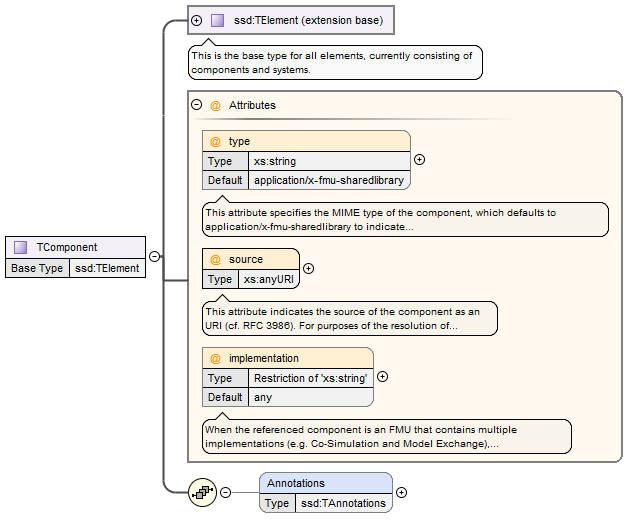 ssd:TElement (extension base)
This is the base type for all elements, currently consisting of
components and systems.
@ Attributes
@ type
Type xs:string
Default application/x-fmu-sharedlibrary
This attribute specifies the MIME type of the component, which defaults to
application/x-fmu-sharedlibrary to indicate...
TComponent
Base Type ssd:TElement
@ source
Type xs:anyURI
This attribute indicates the source of the component as an
URI (cf. RFC 3986). For purposes of the resolution of...
@ implementation
Type Restriction of 'xs:string'
Default any
When the referenced component is an FMU that contains multiple
implementations (e.g. Co-Simulation and Model Exchange),...
Annotations
Type ssd:TAnnotations